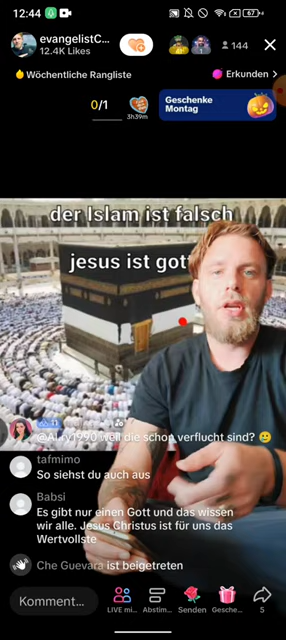 12:44
67
evangelistC...
12.4K Likes
144
Wöchentliche Rangliste
Erkunden >
0/1
3h39m
Geschenke
Montag
der Islam ist falsch
jesus ist gott
weil die schon verflucht sind?
tafmimo
So siehst du auch aus
Babsi
Es gibt nur einen Gott und das wissen
wir alle. Jesus Christus ist für uns das
Wertvollste
Che Guevara ist beigetreten
Komment...
LIVE mi...
Abstim...
Senden
Gesche...
5